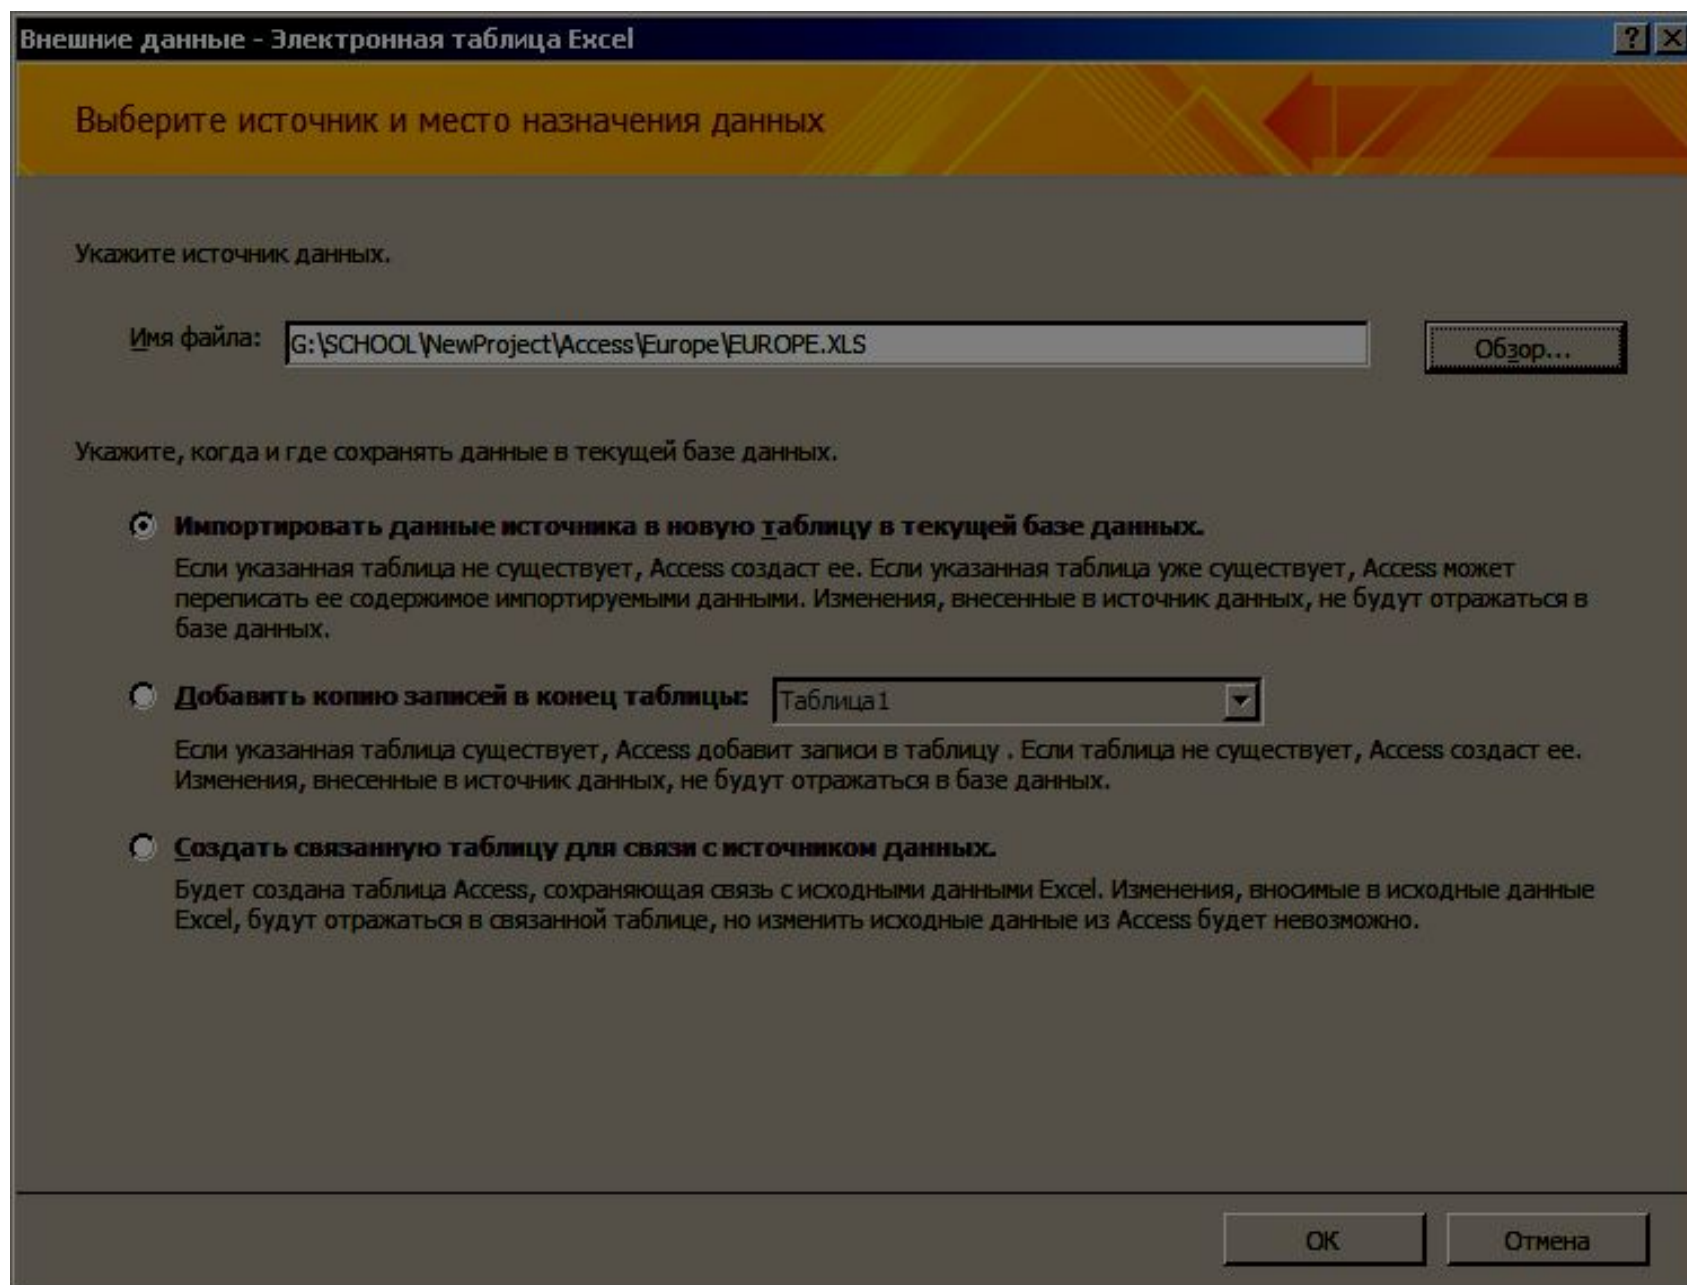 Внешние данные - Электронная таблица Excel
Выберите источник и место назначения данных
Укажите источник данных.
Имя файла: G:\SCHOOL\NewProject\Access\Europe\EUROPE.XLS Обзор...
Укажите, когда и где сохранять данные в текущей базе данных.
Импортировать данные источника в новую таблицу в текущей базе данных.
Если указанная таблица не существует, Access создаст ее. Если указанная таблица уже существует, Access может
переписать ее содержимое импортируемыми данными. Изменения, внесенные в источник данных, не будут отражаться в
базе данных.
Добавить копию записей в конец таблицы: Таблица1
Если указанная таблица существует, Access добавит записи в таблицу . Если таблица не существует, Access создаст ее.
Изменения, внесенные в источник данных, не будут отражаться в базе данных.
Создать связанную таблицу для связи с источником данных.
Будет создана таблица Access, сохраняющая связь с исходными данными Excel. Изменения, вносимые в исходные данные
Excel, будут отражаться в связанной таблице, но изменить исходные данные из Access будет невозможно.
OK Отмена